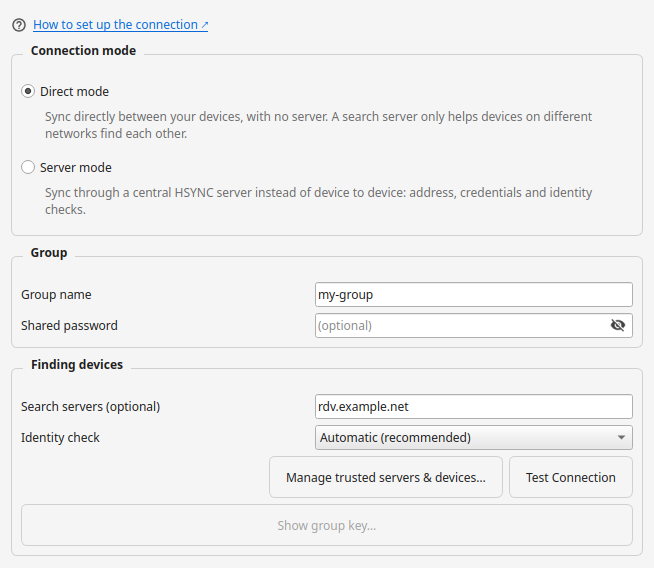 How to set up the connection ↗
Connection mode
Direct mode
Sync directly between your devices, with no server. A search server only helps devices on different
networks find each other.
Server mode
Sync through a central HSYNC server instead of device to device: address, credentials and identity
checks.
Group
Group name
my-group
Shared password
(optional)
Finding devices
Search servers (optional)
rdv.example.net
Identity check
Automatic (recommended)
Manage trusted servers & devices...
Test Connection
Show group key...